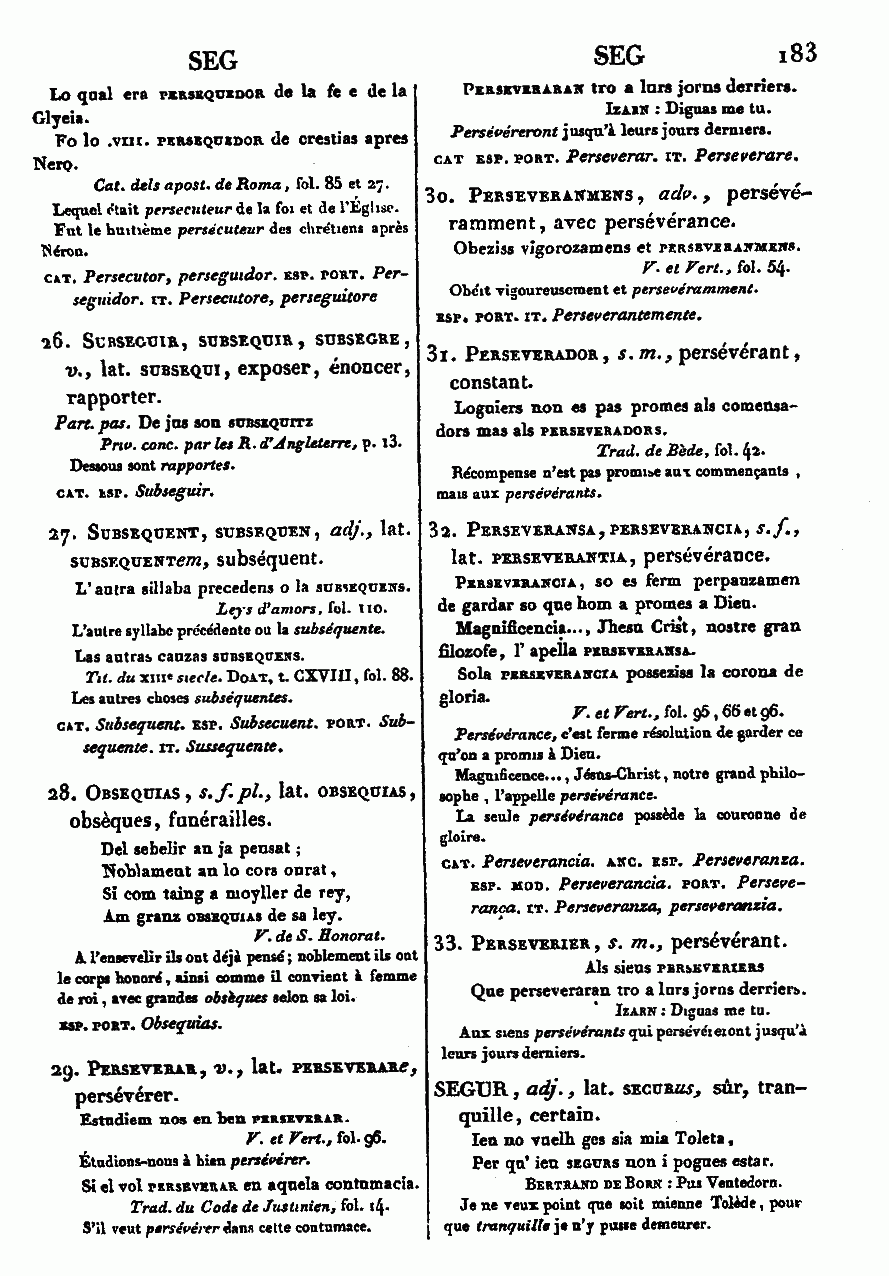 SEG
SEG 183
Lo qual era PERSEQUEDOR de la fe e de la
Glyeia.
Fo lo .VIII. PERSEQUEDOR de crestias apres
Nero.
Cat. dels apost. de Roma, fol. 85 et 27.
Lequel était persecuteur de la foi et de l'Église.
Fut le huitième persécuteur des chrétiens après
Néron.
CAT. Persecutor, perseguidor. ESP. PORT. Per-
seguidor. IT. Persecutore, perseguitore
26. SUBSEGUIR, SUBSEQUIR, SUBSEGRE,
v., lat. SUBSEQUI, exposer, énoncer,
rapporter.
Part. pas. De jus son SUBSEQUITZ
Priv. conc. par les R. d'Angleterre, p. 13.
Dessous sont rapportes.
CAT. ESP. Subseguir.
27. SUBSEQUENT, SUBSEQUEN, adj., lat.
SUBSEQUENTem, subséquent.
L'autra sillaba precedens o la SUBSEQUENS.
Leys d'amors, fol. 110.
L'autre syllabe précédente ou la subséquente.
Las autras cauzas SUBSEQUENS.
Tit. du XIIIe siecle. DOAT, t. CXVIII, fol. 88.
Les autres choses subséquentes.
CAT. Subsequent. ESP. Subsecuent. PORT. Sub-
sequente. IT. Sussequente.
28. OBSEQUIAS, s. f. pl., lat. OBSEQUIAS,
obsèques, funérailles.
Del sebelir an ja pensat;
Noblament an lo cors onrat,
Si com taing a moyller de rey,
Am granz OBSEQUIAS de sa ley.
V. de S. Honorat.
A l'ensevelir ils ont déjà pensé; noblement ils ont
le corps honoré, ainsi comme il convient à femme
de roi, avec grandes obsèques selon sa loi.
ESP. PORT. Obsequias.
29. PERSEVERAR, v., lat. PERSEVERARe,
persévérer.
Estudiem nos en ben PERSEVERAR.
V. et Vert., fol. 96.
Étudions-nous à bien persévérer.
Si el vol PERSEVERAR en aquela contumacia.
Trad. du Code de Justinien, fol. 14.
S'il veut persévérer dans cette contumace.
PERSEVERARAN tro a lurs jorns derriers.
IZARN : Diguas me tu.
Persévéreront jusqu'à leurs jours derniers.
CAT ESP. PORT. Perseverar. IT. Perseverare.
30. PERSEVERANMENS, adv., persévé-
ramment, avec persévérance.
Obeziss vigorozamens et PERSEVERANMENS.
V. et Vert., fol. 54.
Obéit vigoureusement et persevéramment.
ESP. PORT. IT. Perseverantemente.
31. PERSEVERADOR, s. m., persévérant,
constant.
Loguiers non es pas promes als comensa-
dors mas als PERSEVERADORS.
Trad. de Bède, fol. 42.
Récompense n'est pas promise aux commençants,
mais aux persévérants.
32. PERSEVERANSA, PERSEVERANCIA, s. f.,
lat. PERSEVERANTIA, persévérance.
PERSEVERANCIA, so es ferm perpauzamen
de gardar so que hom a promes a Dieu.
Magnificencia..., Jhesu Crist, nostre gran
filozofe, l'apella PERSEVERANSA.
Sola PERSEVERANCIA posseziss la corona de
gloria.
V. et Vert., fol. 95, 66 et 96.
Persévérance, c'est ferme résolution de garder ce
qu'on a promis à Dieu.
Magnificence..., Jésus-Christ, notre grand philo-
sophe, l'appelle persévérance.
La seule persévérance possède la couronne de
gloire.
CAT. Perseverancia. ANC. ESP. Perseveranza.
ESP. MOD. Perseverancia. PORT. Perseve-
rança. IT. Perseveranza, perseveranzia.
33. PERSEVERIER, s. m., persévérant.
Als sieus PERSEVERIERS
Que perseveraran tro a lurs jorns derriers.
IZARN : Diguas me tu.
Aux siens persévérants qui persévéreront jusqu'à
leurs jours derniers.
SEGUR, adj., lat. SECURus, sûr, tran-
quille, certain.
Ieu no vuelh ges sia mia Toleta,
Per qu'ieu SEGURS non i pogues estar.
BERTRAND DE BORN : Pus Ventedorn.
Je ne veux point que soit mienne Tolède, pour
que tranquille je n'y pusse demeurer.